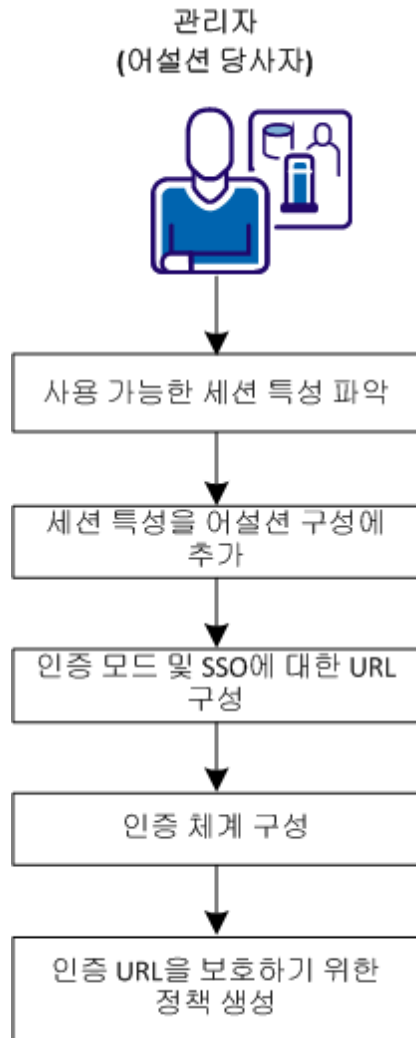 관리자
(어설션 당사자)
사용 가능한 세션 특성 파악
세션 특성을 어설션 구성에
추가
인증 모드 및 SSO에 대한 URL
구성
인증 체계 구성
인증 URL을 보호하기 위한
정책 생성